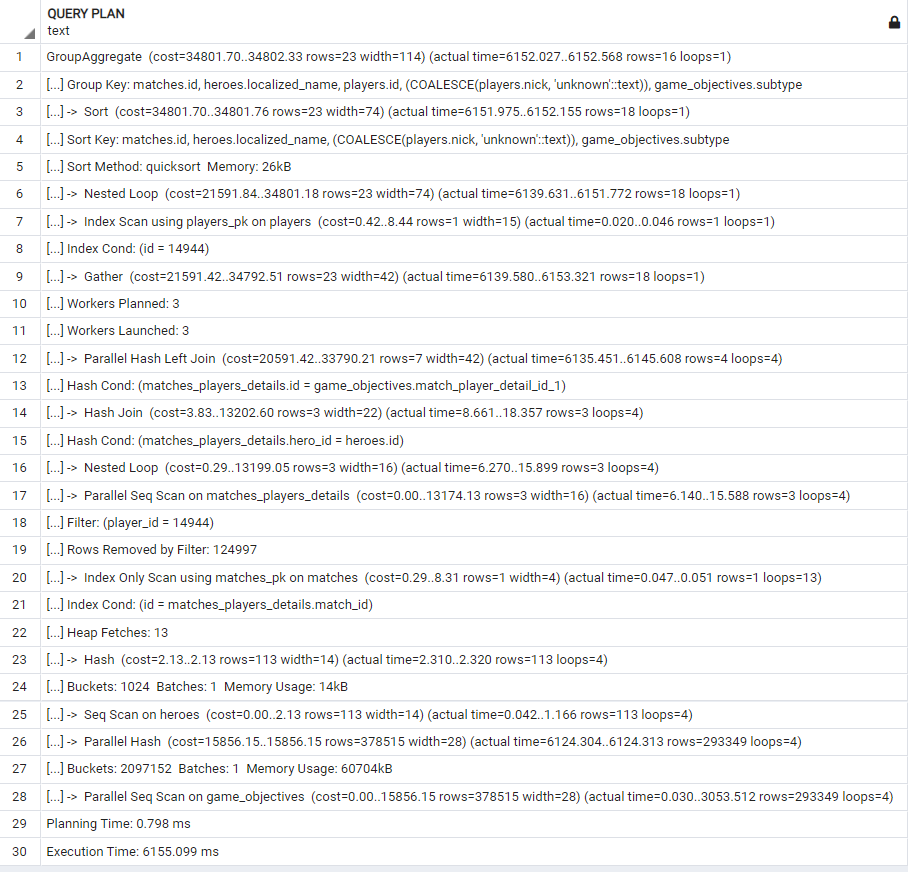 QUERY PLAN
text
1 GroupAggregate (cost=34801.70..34802.33 rows=23 width=114) (actual time=6152.027..6152.568 rows=16 loops=1)
2 [...] Group Key: matches.id, heroes.localized_name, players.id, (COALESCE(players.nick, 'unknown'::text)), game_objectives.subtype
3 [...] -> Sort (cost=34801.70..34801.76 rows=23 width=74) (actual time=6151.975..6152.155 rows=18 loops=1)
4 [...] Sort Key: matches.id, heroes.localized_name, (COALESCE(players.nick, 'unknown'::text)), game_objectives.subtype
5 [...] Sort Method: quicksort Memory: 26kB
6 [...] -> Nested Loop (cost=21591.84..34801.18 rows=23 width=74) (actual time=6139.631..6151.772 rows=18 loops=1)
7 [...] -> Index Scan using players_pk on players (cost=0.42..8.44 rows=1 width=15) (actual time=0.020..0.046 rows=1 loops=1)
8 [...] Index Cond: (id = 14944)
9 [...] -> Gather (cost=21591.42..34792.51 rows=23 width=42) (actual time=6139.580..6153.321 rows=18 loops=1)
10 [...] Workers Planned: 3
11 [...] Workers Launched: 3
12 [...] -> Parallel Hash Left Join (cost=20591.42..33790.21 rows=7 width=42) (actual time=6135.451..6145.608 rows=4 loops=4)
13 [...] Hash Cond: (matches_players_details.id = game_objectives.match_player_detail_id_1)
14 [...] -> Hash Join (cost=3.83..13202.60 rows=3 width=22) (actual time=8.661..18.357 rows=3 loops=4)
15 [...] Hash Cond: (matches_players_details.hero_id = heroes.id)
16 [...] -> Nested Loop (cost=0.29..13199.05 rows=3 width=16) (actual time=6.270..15.899 rows=3 loops=4)
17 [...] -> Parallel Seq Scan on matches_players_details (cost=0.00..13174.13 rows=3 width=16) (actual time=6.140..15.588 rows=3 loops=4)
18 [...] Filter: (player_id = 14944)
19 [...] Rows Removed by Filter: 124997
20 [...] -> Index Only Scan using matches_pk on matches (cost=0.29..8.31 rows=1 width=4) (actual time=0.047..0.051 rows=1 loops=13)
21 [...] Index Cond: (id = matches_players_details.match_id)
22 [...] Heap Fetches: 13
23 [...] -> Hash (cost=2.13..2.13 rows=113 width=14) (actual time=2.310..2.320 rows=113 loops=4)
24 [...] Buckets: 1024 Batches: 1 Memory Usage: 14kB
25 [...] -> Seq Scan on heroes (cost=0.00..2.13 rows=113 width=14) (actual time=0.042..1.166 rows=113 loops=4)
26 [...] -> Parallel Hash (cost=15856.15..15856.15 rows=378515 width=28) (actual time=6124.304..6124.313 rows=293349 loops=4)
27 [...] Buckets: 2097152 Batches: 1 Memory Usage: 60704kB
28 [...] -> Parallel Seq Scan on game_objectives (cost=0.00..15856.15 rows=378515 width=28) (actual time=0.030..3053.512 rows=293349 loops=4)
29 Planning Time: 0.798 ms
30 Execution Time: 6155.099 ms